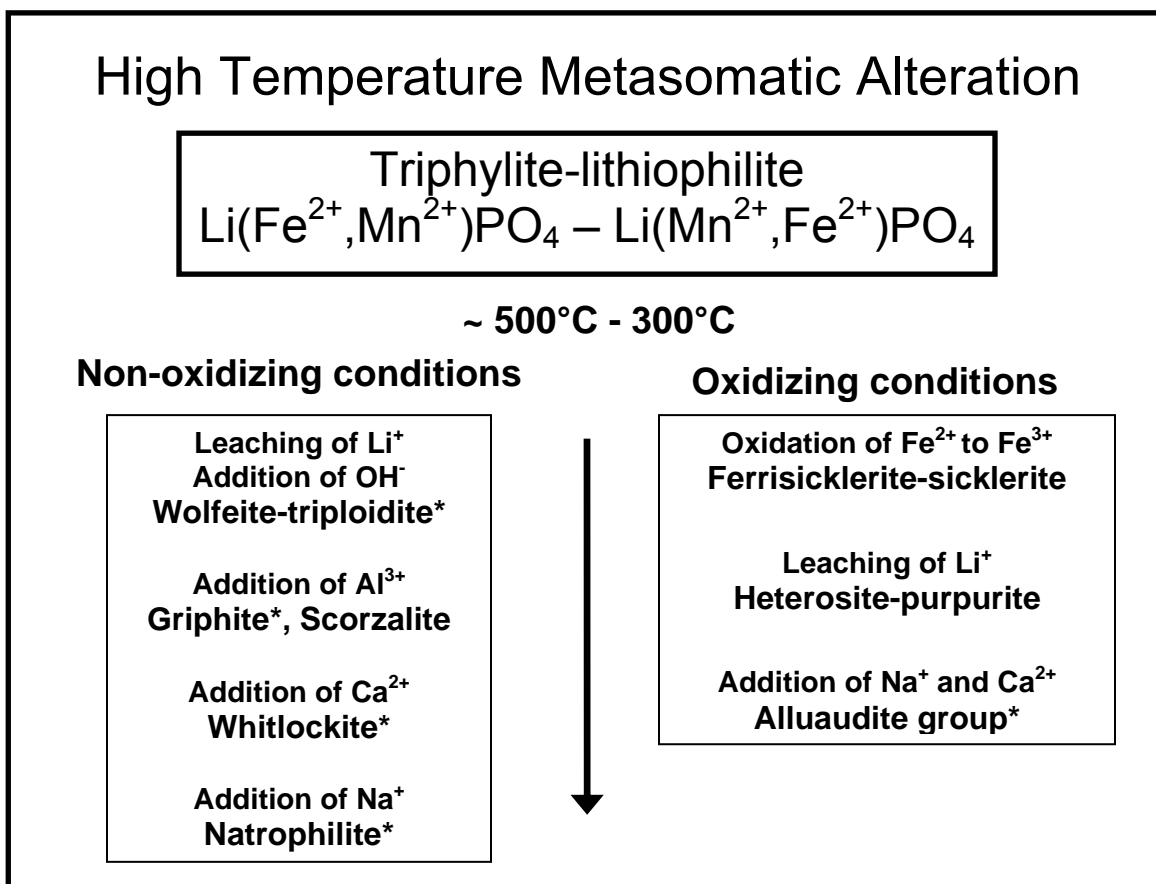 High Temperature Metasomatic Alteration
Triphylite-lithiophilite
Li(Fe²⁺,Mn²⁺)PO₄ – Li(Mn²⁺,Fe²⁺)PO₄
~ 500°C - 300°C
Non-oxidizing conditions
Leaching of Li⁺
Addition of OH⁻
Wolfeite-triploidite*
Addition of Al³⁺
Griphite*, Scorzalite
Addition of Ca²⁺
Whitlockite*
Addition of Na⁺
Natrophilite*
Oxidizing conditions
Oxidation of Fe²⁺ to Fe³⁺
Ferrisicklerite-sicklerite
Leaching of Li⁺
Heterosite-purpurite
Addition of Na⁺ and Ca²⁺
Alluaudite group*